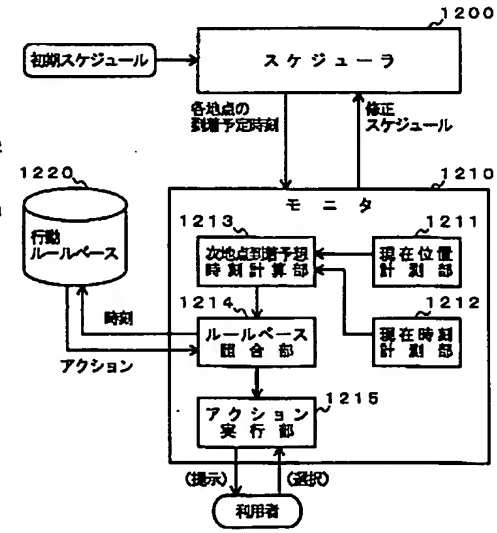 1200
初期スケジュール
スケジューラ
各地点の
到着予定時刻
修正
スケジュール
1220
1210
モニタ
行動
ルールベース
1213
次地点到着予想
時刻計算部
1211
現在位置
計測部
1214
ルールベース
照合部
1212
現在時刻
計測部
時刻
アクション
1215
アクション
実行部
(提示)
(選択)
利用者